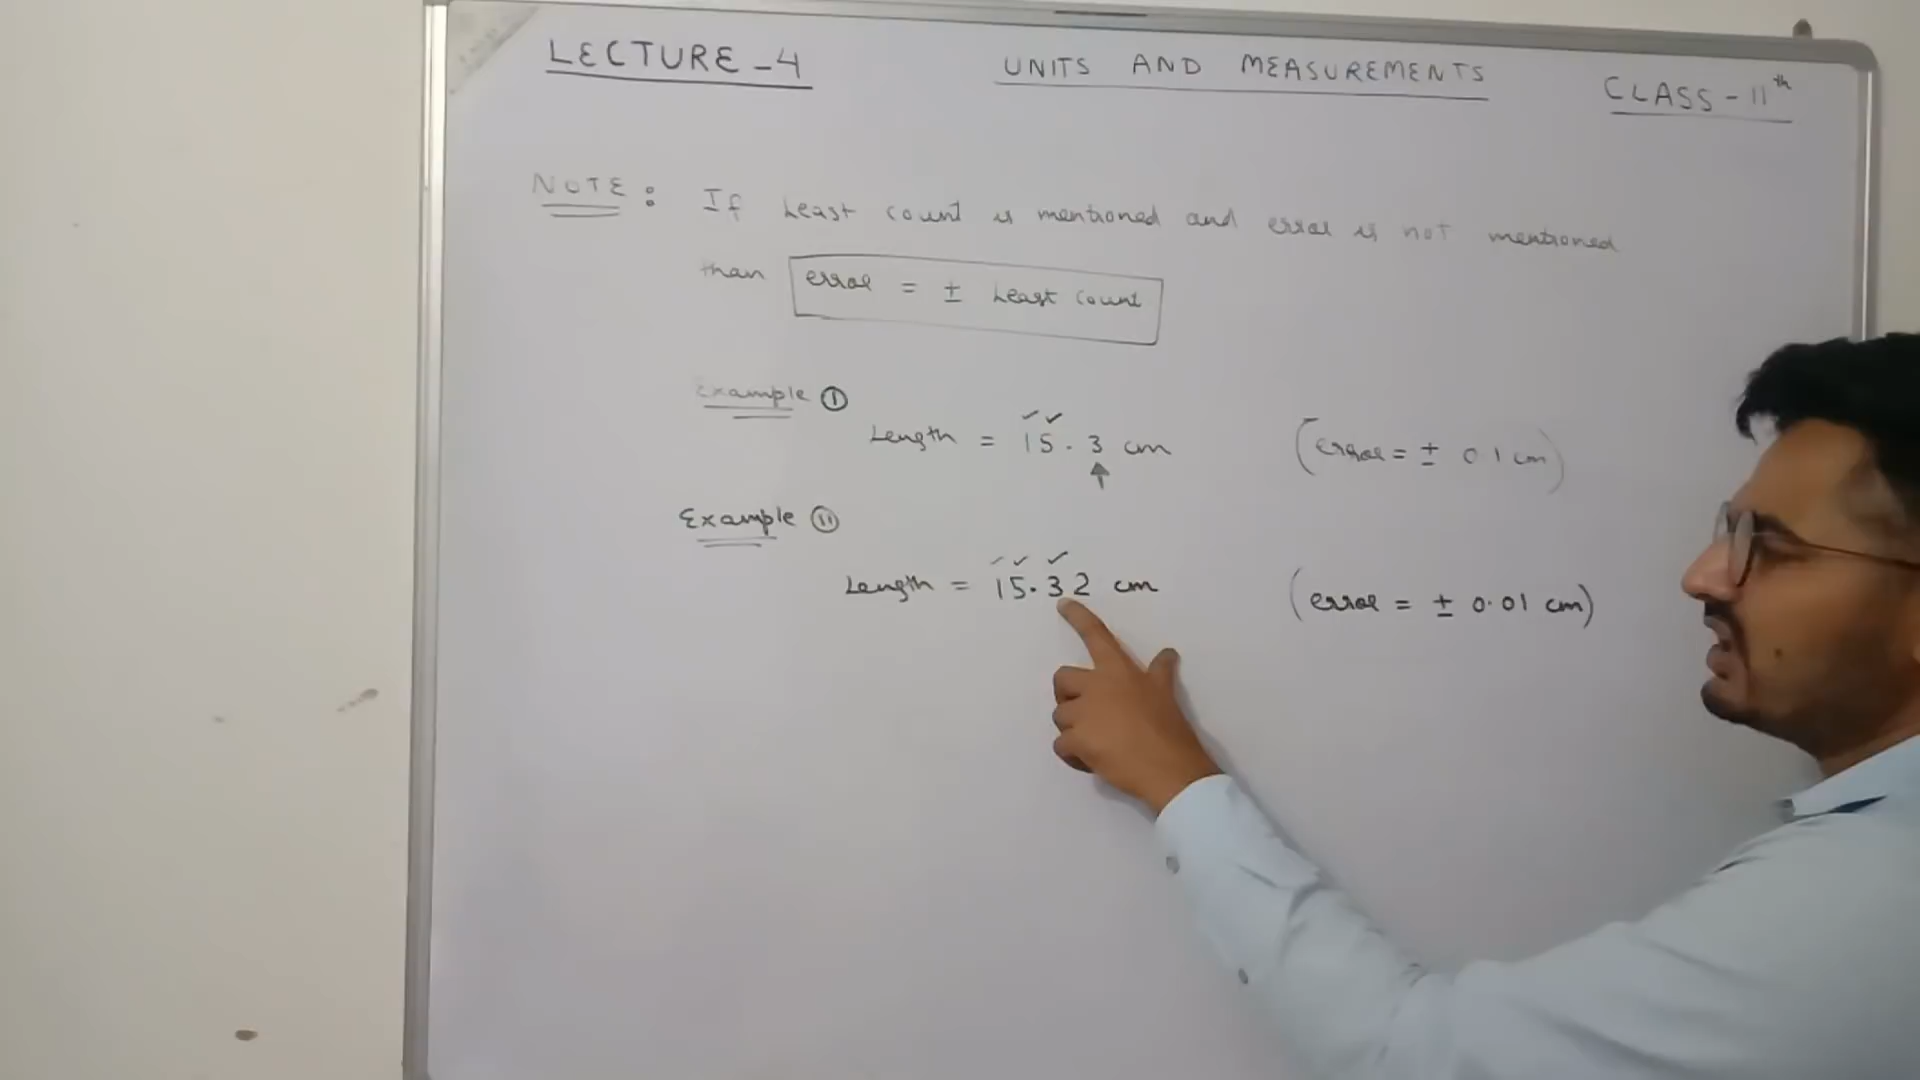 LECTURE-4
UNITS AND MEASUREMENTS
CLASS-11th
NOTE: If Least count is mentioned and error is not mentioned
than error = ± Least count
Example (I)
Length = 15.3 cm (error = ± 0.1 cm)
Example (II)
Length = 15.32 cm (error = ± 0.01 cm)